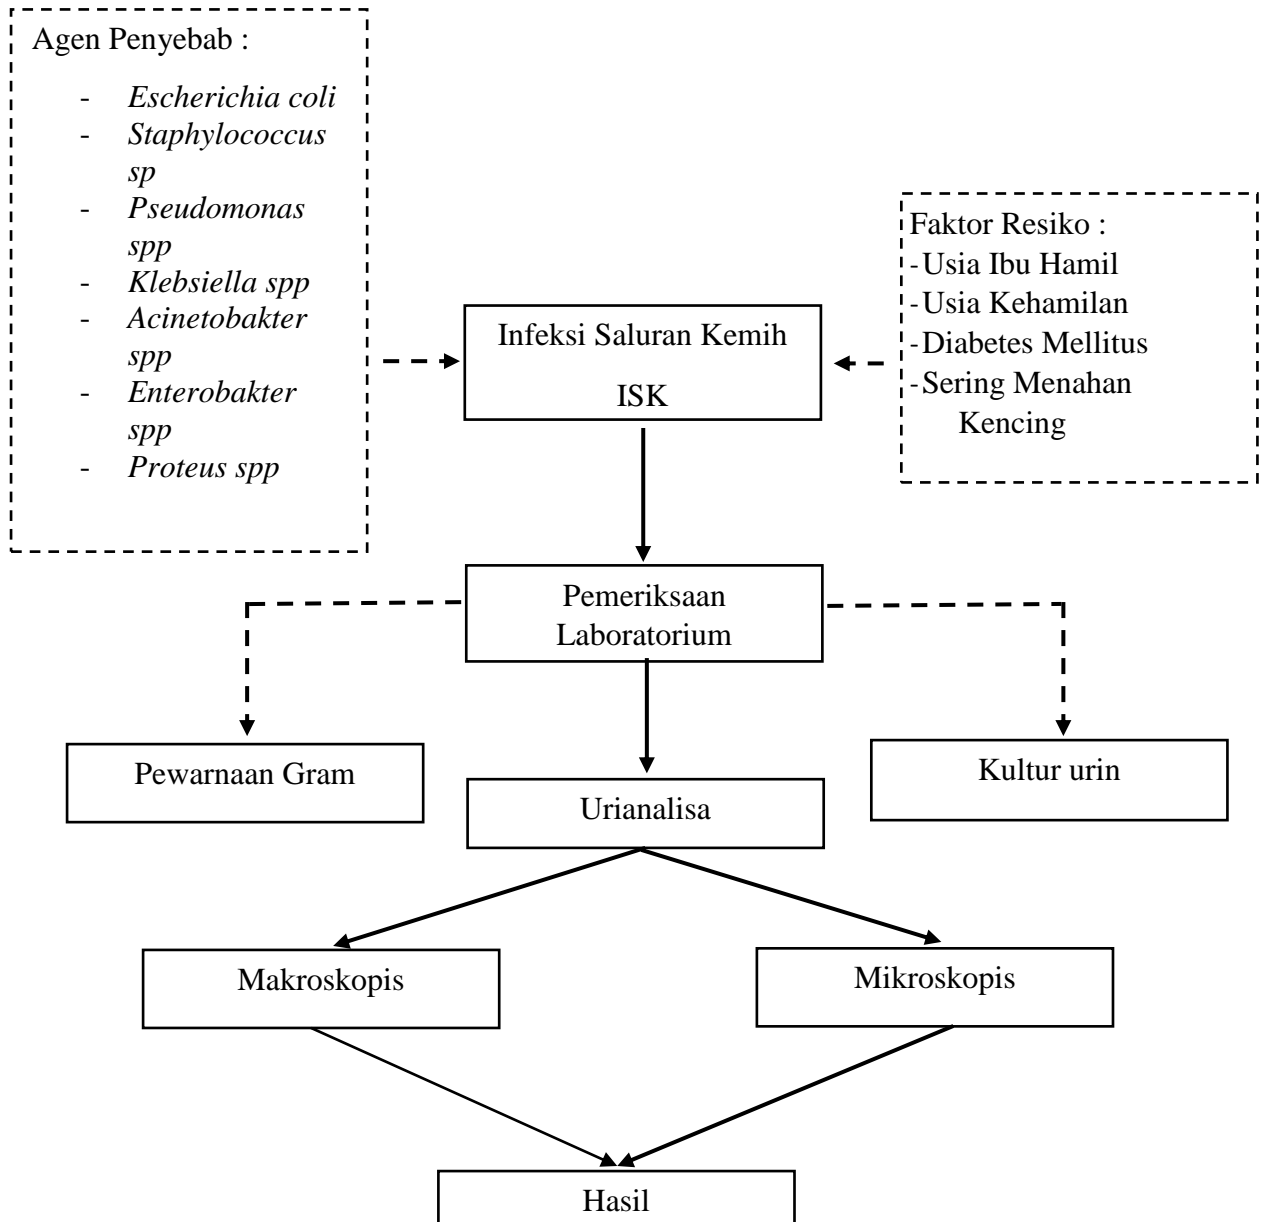 Agen Penyebab :
- Escherichia coli
- Staphylococcus
sp
- Pseudomonas
spp
- Klebsiella spp
- Acinetobakter
spp
- Enterobakter
spp
- Proteus spp
Infeksi Saluran Kemih
ISK
Faktor Resiko :
-Usia Ibu Hamil
-Usia Kehamilan
-Diabetes Mellitus
-Sering Menahan
Kencing
Pemeriksaan
Laboratorium
Pewarnaan Gram
Urianalisa
Kultur urin
Makroskopis
Mikroskopis
Hasil